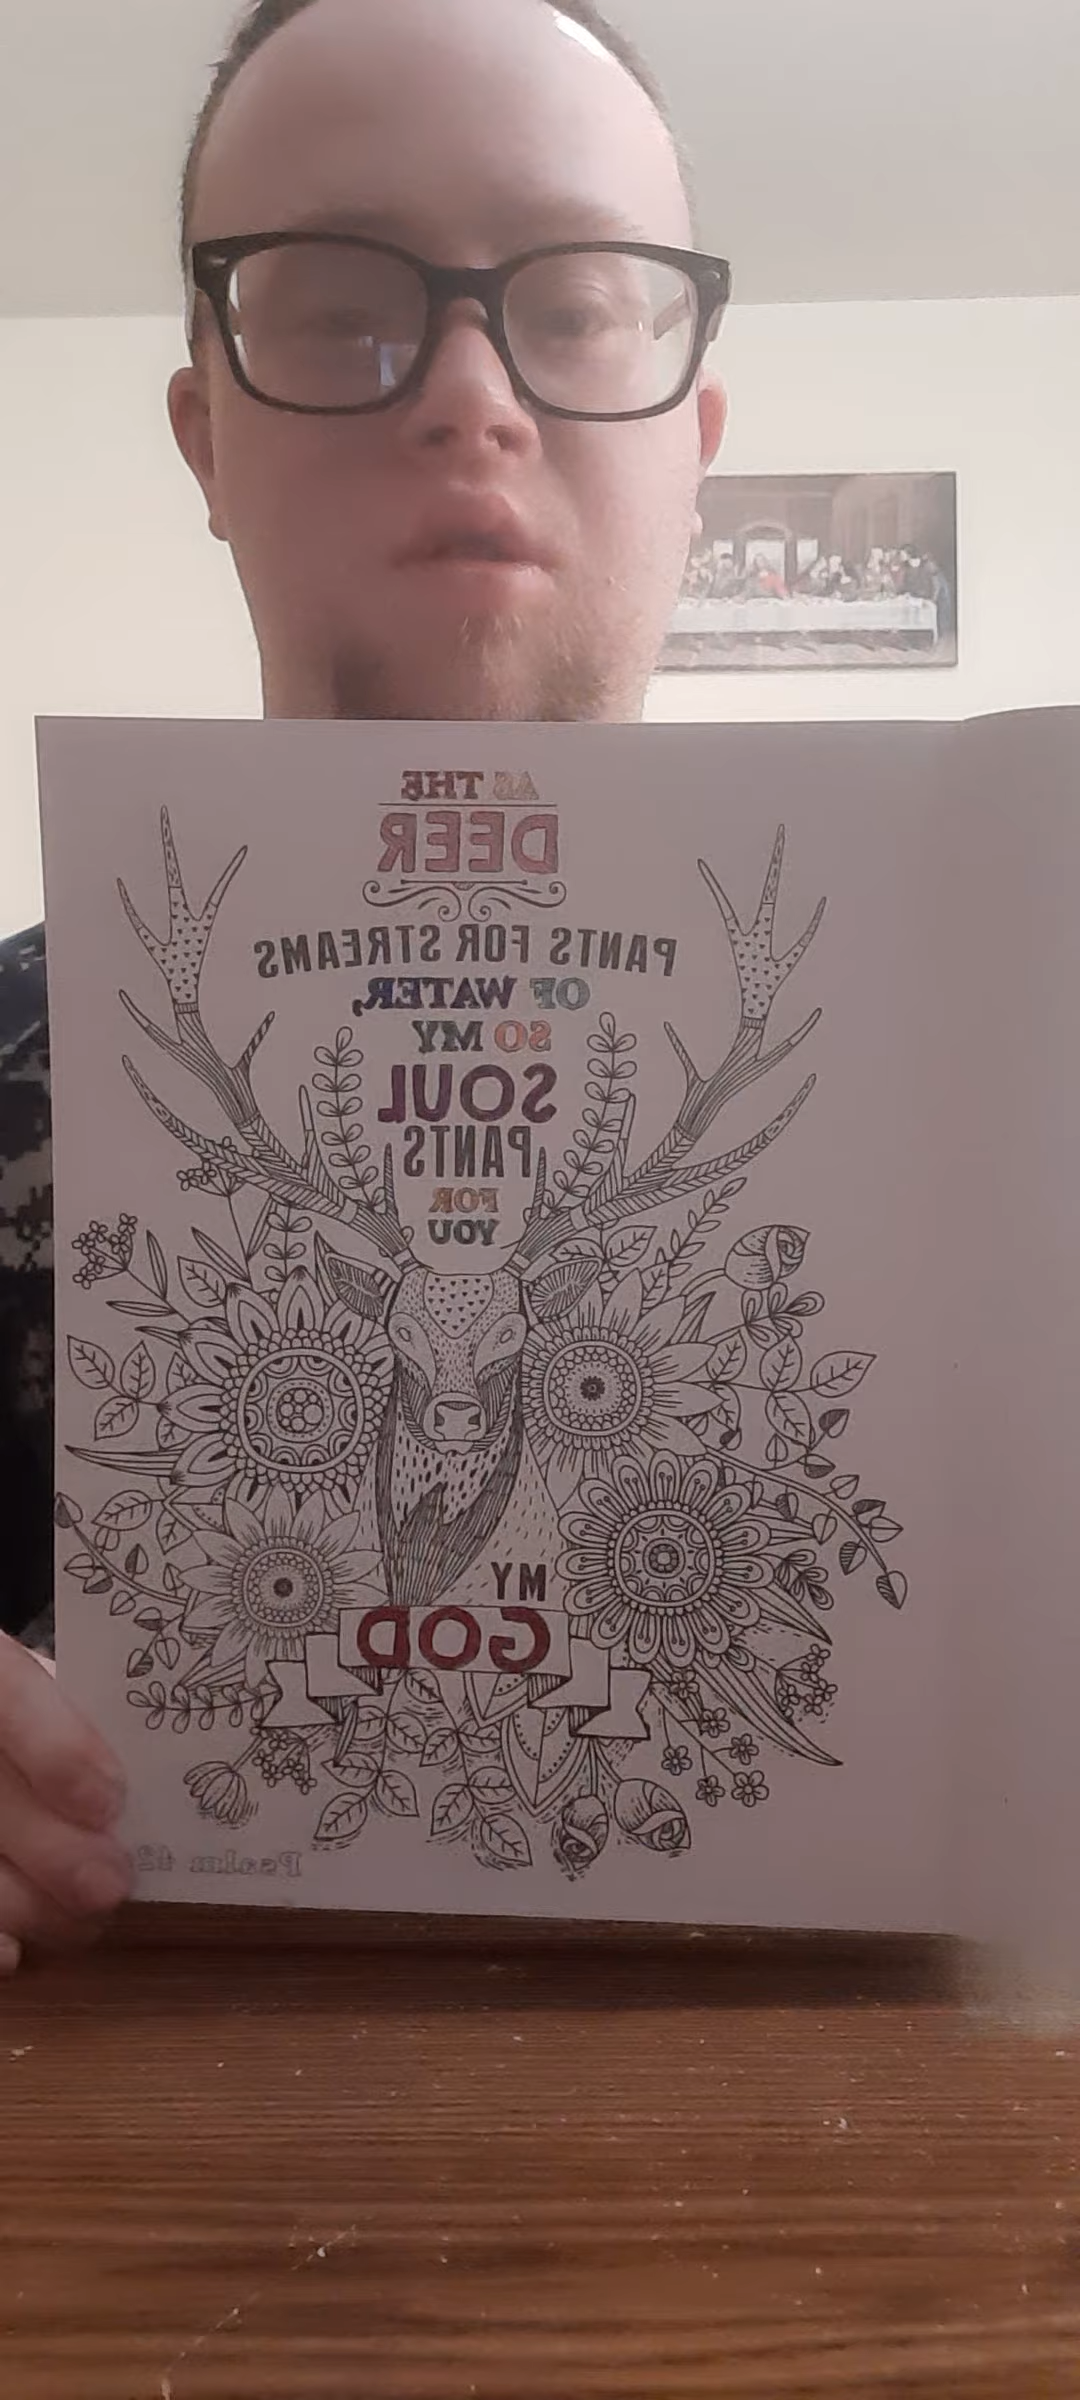 AS THE
DEER
PANTS FOR STREAMS
OF WATER,
SO MY
SOUL
PANTS
FOR
YOU
MY
GOD
Psalm 42